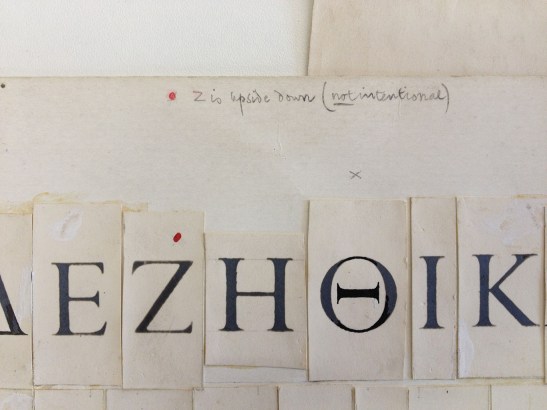 Z is upside down (not intentional)
x
ΔΕΖΗΘΙΚ